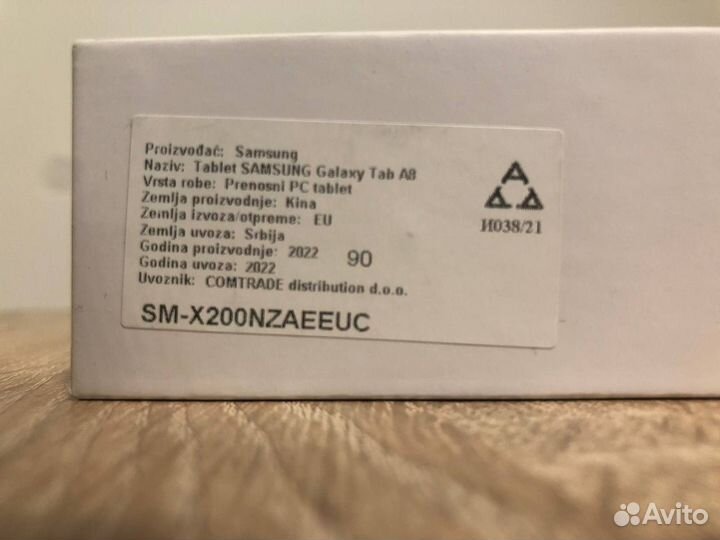 Proizvođač: Samsung
Naziv: Tablet SAMSUNG Galaxy Tab A8
Vrsta robe: Prenosni PC tablet
Zemlja proizvodnje: Kina
Zemlja izvoza/otpreme: EU
Zemlja uvoza: Srbija
Godina proizvodnje: 2022
90
Godina uvoza: 2022
Uvoznik: COMTRADE distribution d.o.o.
SM-X200NZAEEUC
ААА
И038/21
Avito